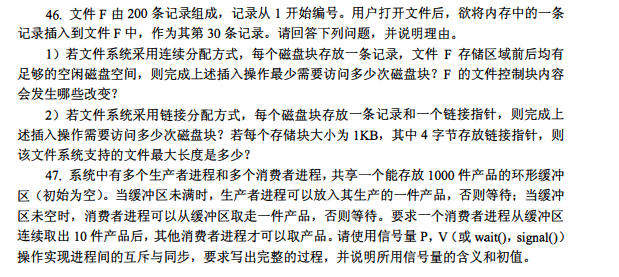 46. 文件 F 由 200 条记录组成，记录从 1 开始编号。用户打开文件后，欲将内存中的一条
记录插入到文件 F 中，作为其第 30 条记录。请回答下列问题，并说明理由。
1）若文件系统采用连续分配方式，每个磁盘块存放一条记录，文件 F 存储区域前后均有
足够的空闲磁盘空间，则完成上述插入操作最少需要访问多少次磁盘块？F 的文件控制块内容
会发生哪些改变？
2）若文件系统采用链接分配方式，每个磁盘块存放一条记录和一个链接指针，则完成上
述插入操作需要访问多少次磁盘块？若每个存储块大小为 1KB，其中 4 字节存放链接指针，则
该文件系统支持的文件最大长度是多少？
47. 系统中有多个生产者进程和多个消费者进程，共享一个能存放 1000 件产品的环形缓冲
区（初始为空）。当缓冲区未满时，生产者进程可以放入其生产的一件产品，否则等待；当缓冲
区未空时，消费者进程可以从缓冲区取走一件产品，否则等待。要求一个消费者进程从缓冲区
连续取出 10 件产品后，其他消费者进程才可以取产品。请使用信号量 P，V（或 wait()，signal()）
操作实现进程间的互斥与同步，要求写出完整的过程，并说明所用信号量的含义和初值。